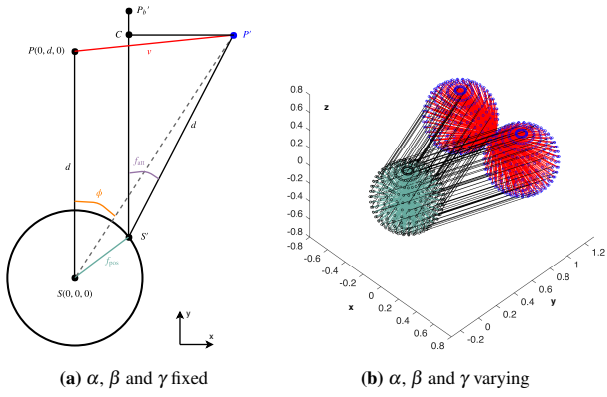 P_b'
C
P'
P(0, d, 0)
v
d
d
f_att
ϕ
S'
f_pos
S(0, 0, 0)
y
x
(a) α, β and γ fixed
0.8
z
0.6
0.4
0.2
0
-0.2
-0.4
-0.6
-0.8
-0.8
-0.6
-0.4
-0.2
0
0.2
0.4
0.6
0.8
x
-0.2
0
0.2
0.4
0.6
0.8
1
1.2
y
(b) α, β and γ varying